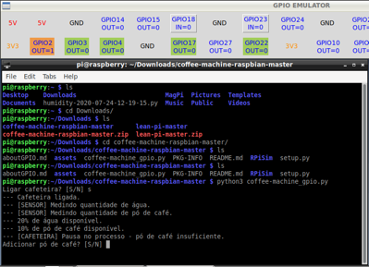 GPIO EMULATOR
5V 5V GND GPIO14 OUT=0 GPIO15 OUT=0 GPIO18 IN=0 GND GPIO23 IN=0 GPIO24 OUT=0 GND GPIO OUT=
3V3 GPIO2 OUT=1 GPIO3 OUT=0 GPIO4 OUT=0 GND GPIO17 OUT=0 GPIO27 OUT=0 GPIO22 OUT=0 3V3 GPIO10 OUT=0 GPIO OUT=
pi@raspberry: ~/Downloads/coffee-machine-raspbian-master
File Edit Tabs Help
pi@raspberry:~ $ ls
Desktop Downloads MagPi Pictures Templates
Documents humidity-2020-07-24-12-19-15.py Music Public Videos
pi@raspberry:~ $ cd Downloads/
pi@raspberry:~/Downloads $ ls
coffee-machine-raspbian-master lean-pi-master
coffee-machine-raspbian-master.zip lean-pi-master.zip
pi@raspberry:~/Downloads $ cd coffee-machine-raspbian-master/
pi@raspberry:~/Downloads/coffee-machine-raspbian-master $ ls
aboutGPIO.md assets coffee_machine_gpio.py PKG-INFO README.md RPiSim setup.py
pi@raspberry:~/Downloads/coffee-machine-raspbian-master $ ls
aboutGPIO.md assets coffee_machine_gpio.py PKG-INFO README.md RPiSim setup.py
pi@raspberry:~/Downloads/coffee-machine-raspbian-master $ python3 coffee_machine_gpio.py
Ligar cafeteira? [S/N] s
--- Cafeteira ligada.
--- [SENSOR] Medindo quantidade de água.
--- [SENSOR] Medindo quantidade de pó de café.
--- 20% de água disponível.
--- 10% de pó de café disponível.
--- [CAFETEIRA] Pausa no processo - pó de café insuficiente.
Adicionar pó de café? [S/N]